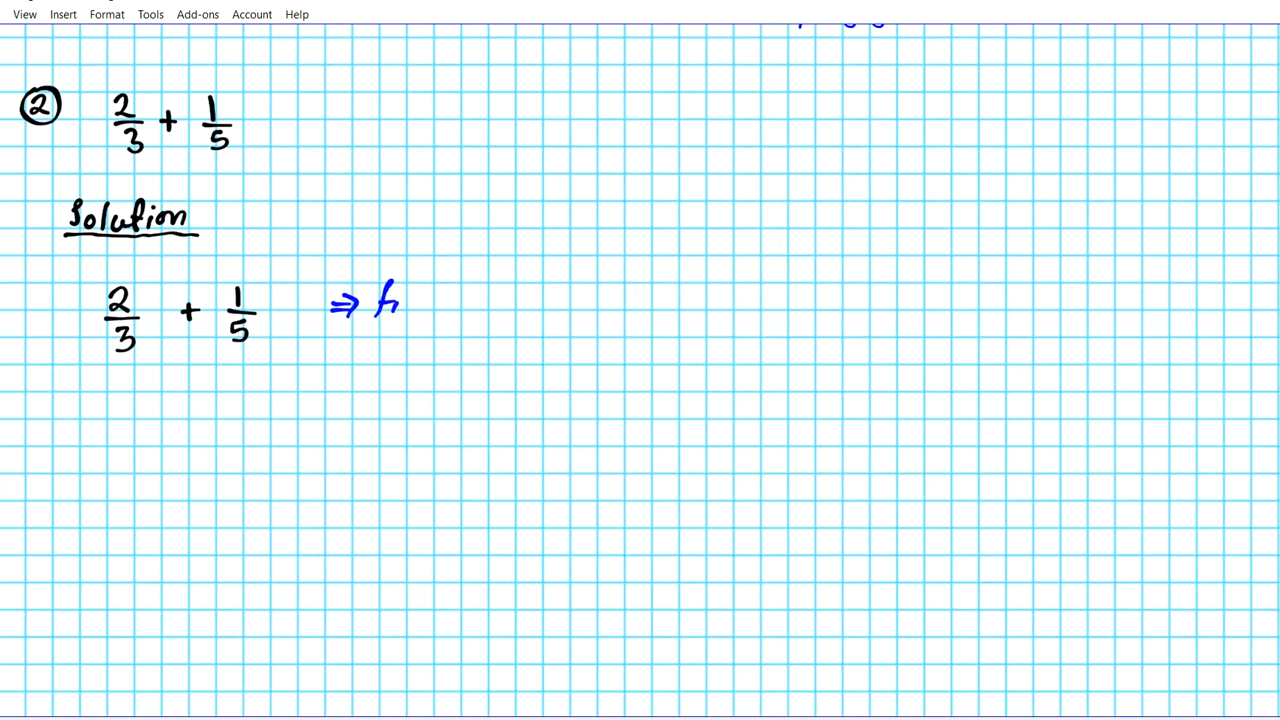 View Insert Format Tools Add-ons Account Help
② 2/3 + 1/5
Solution
2/3 + 1/5 ⇒